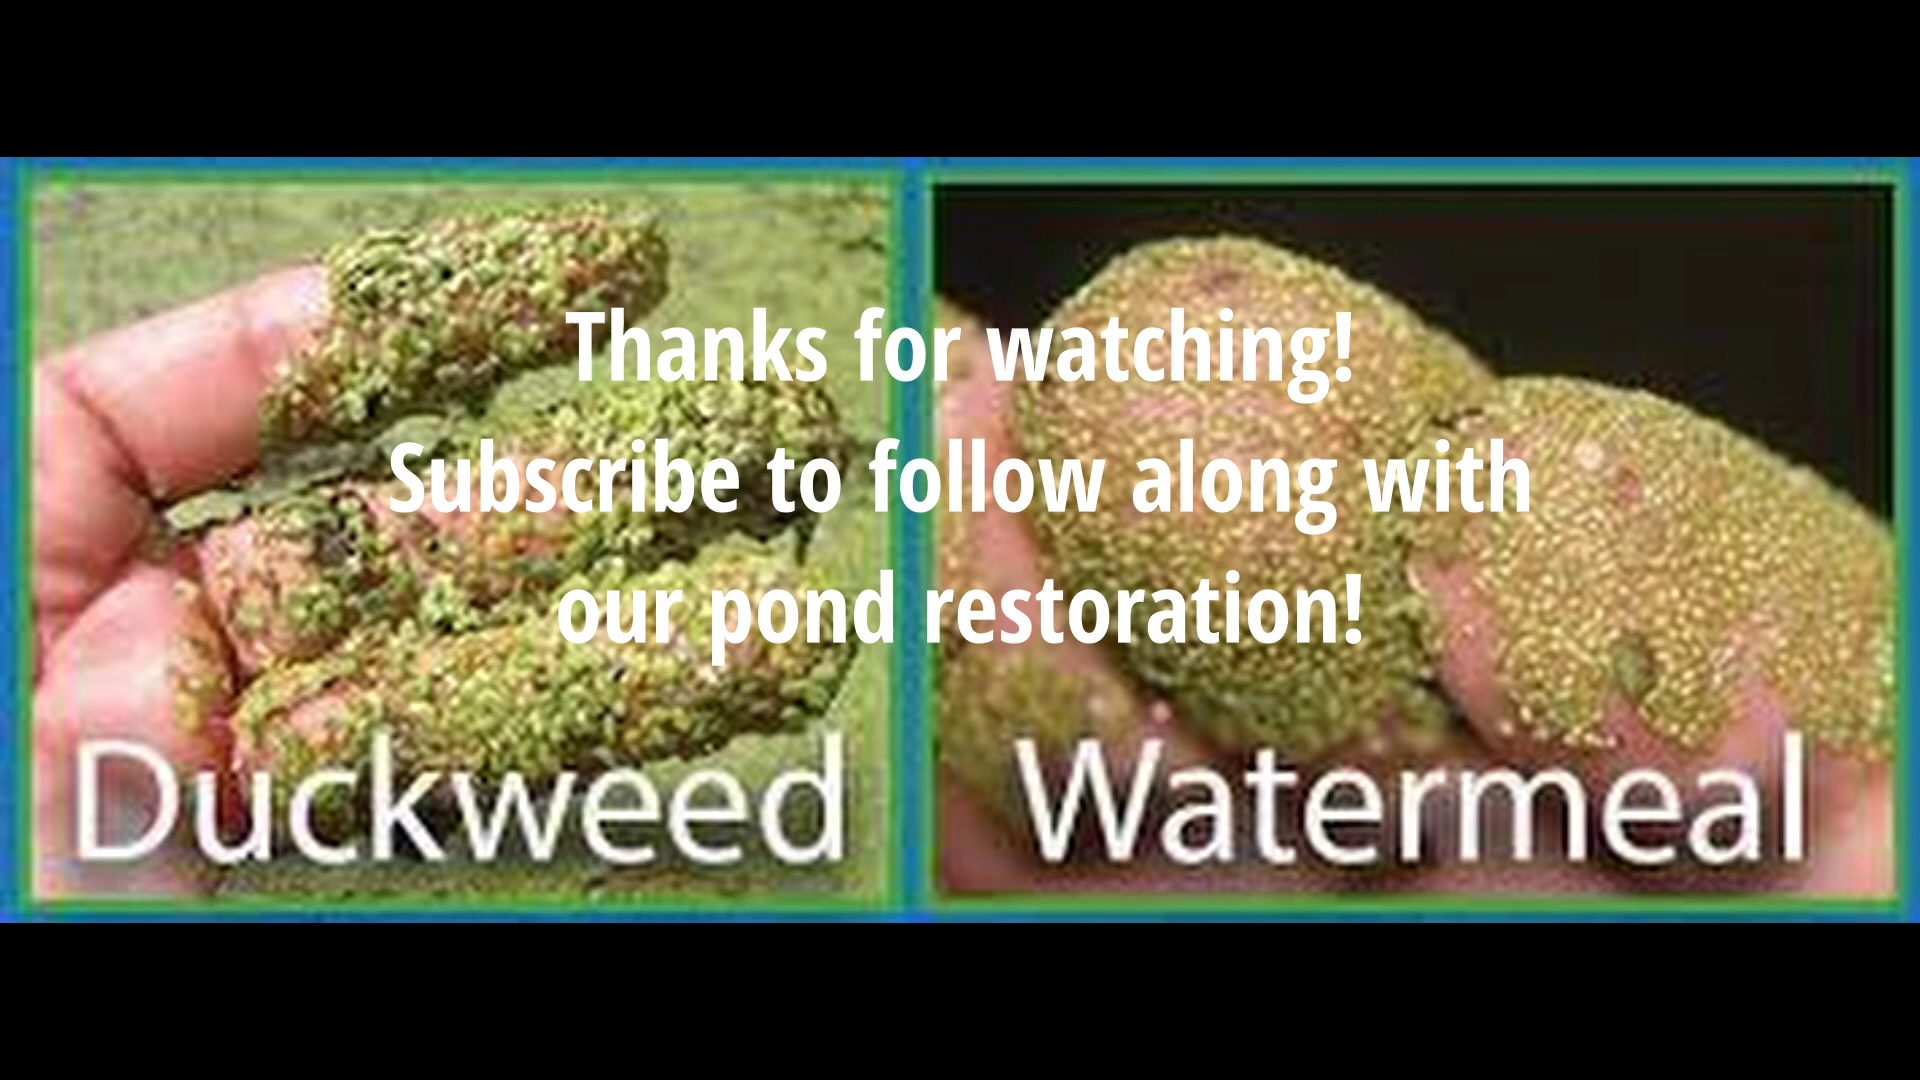 Thanks for watching!
Subscribe to follow along with
our pond restoration!
Duckweed
Watermeal